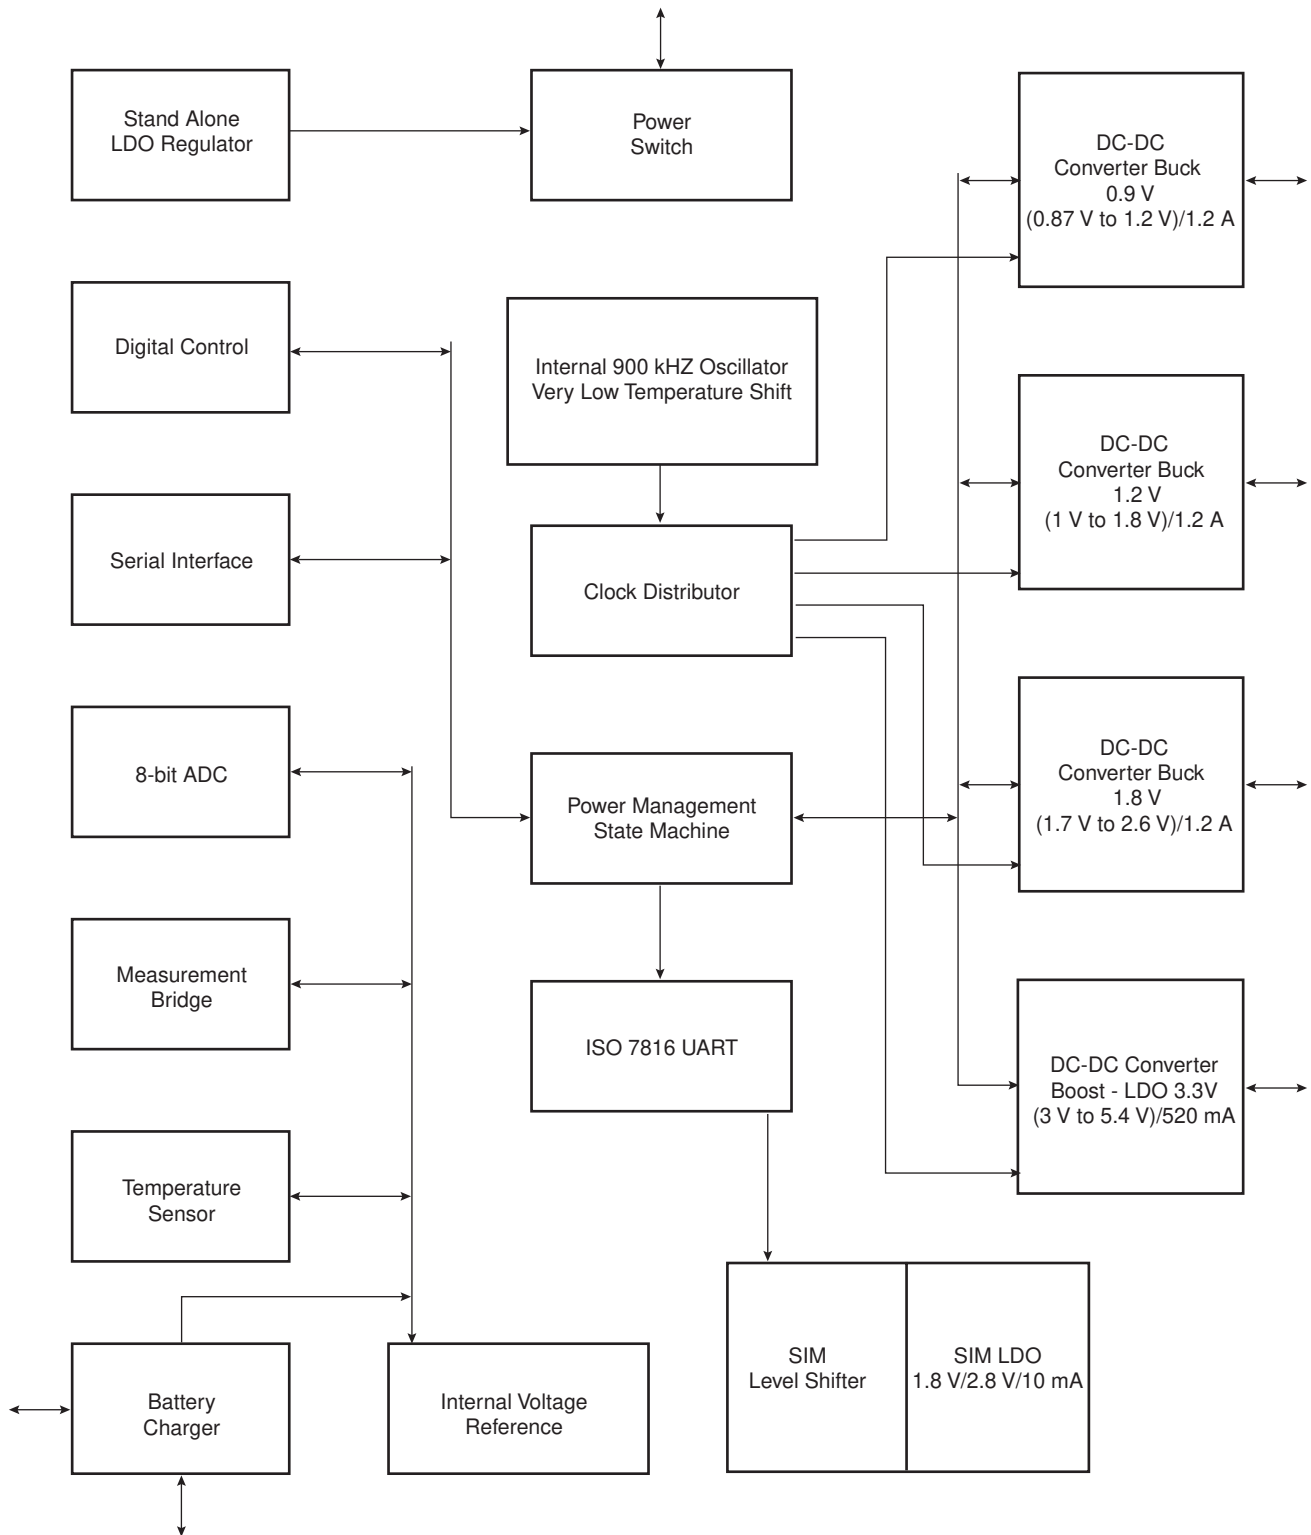 Stand Alone
LDO Regulator
Power
Switch
DC-DC
Converter Buck
0.9 V
(0.87 V to 1.2 V)/1.2 A
Digital Control
Internal 900 kHZ Oscillator
Very Low Temperature Shift
DC-DC
Converter Buck
1.2 V
(1 V to 1.8 V)/1.2 A
Serial Interface
Clock Distributor
8-bit ADC
Power Management
State Machine
DC-DC
Converter Buck
1.8 V
(1.7 V to 2.6 V)/1.2 A
Measurement
Bridge
ISO 7816 UART
DC-DC Converter
Boost - LDO 3.3V
(3 V to 5.4 V)/520 mA
Temperature
Sensor
Battery
Charger
Internal Voltage
Reference
SIM
Level Shifter
SIM LDO
1.8 V/2.8 V/10 mA